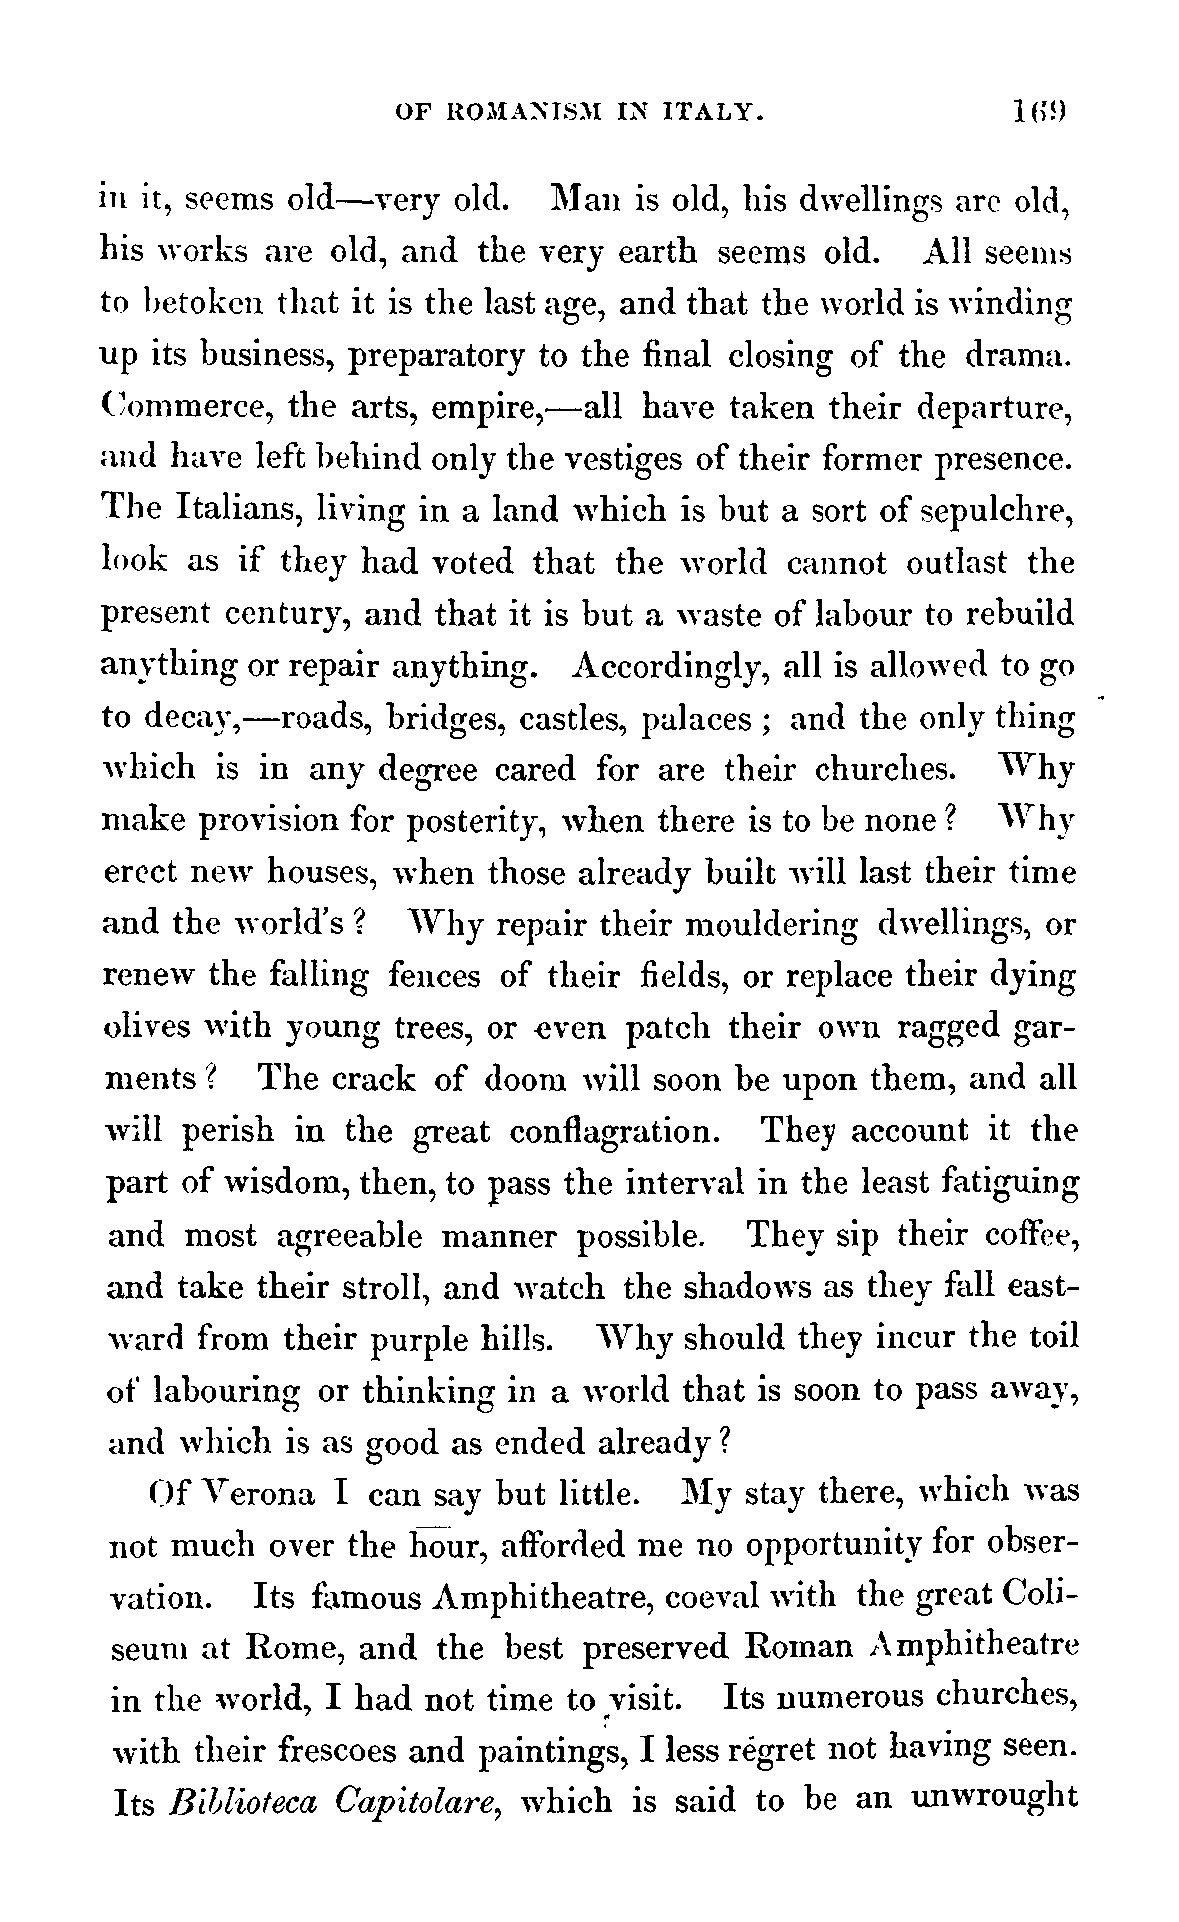 OF ROMANISM IN ITALY. 169
in it, seems old—very old. Man is old, his dwellings are old,
his works are old, and the very earth seems old. All seems
to betoken that it is the last age, and that the world is winding
up its business, preparatory to the final closing of the drama.
Commerce, the arts, empire,—all have taken their departure,
and have left behind only the vestiges of their former presence.
The Italians, living in a land which is but a sort of sepulchre,
look as if they had voted that the world cannot outlast the
present century, and that it is but a waste of labour to rebuild
anything or repair anything. Accordingly, all is allowed to go
to decay,—roads, bridges, castles, palaces ; and the only thing
which is in any degree cared for are their churches. Why
make provision for posterity, when there is to be none ? Why
erect new houses, when those already built will last their time
and the world's ? Why repair their mouldering dwellings, or
renew the falling fences of their fields, or replace their dying
olives with young trees, or even patch their own ragged gar-
ments ? The crack of doom will soon be upon them, and all
will perish in the great conflagration. They account it the
part of wisdom, then, to pass the interval in the least fatiguing
and most agreeable manner possible. They sip their coffee,
and take their stroll, and watch the shadows as they fall east-
ward from their purple hills. Why should they incur the toil
of labouring or thinking in a world that is soon to pass away,
and which is as good as ended already ?
Of Verona I can say but little. My stay there, which was
not much over the hour, afforded me no opportunity for obser-
vation. Its famous Amphitheatre, coeval with the great Coli-
seum at Rome, and the best preserved Roman Amphitheatre
in the world, I had not time to visit. Its numerous churches,
with their frescoes and paintings, I less regret not having seen.
Its Biblioteca Capitolare, which is said to be an unwrought